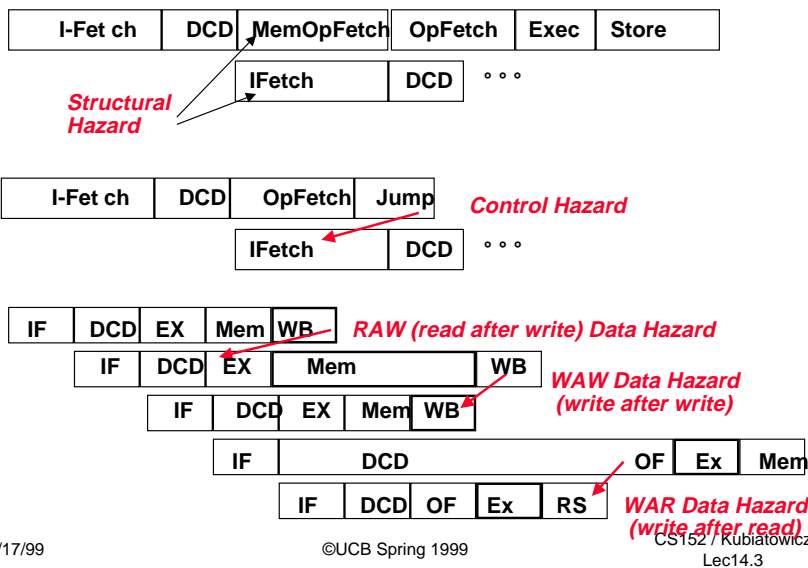 I-Fet ch DCD MemOpFetch OpFetch Exec Store
IFetch DCD ° ° °
Structural
Hazard
I-Fet ch DCD OpFetch Jump
Control Hazard
IFetch DCD ° ° °
IF DCD EX Mem WB RAW (read after write) Data Hazard
IF DCD EX Mem WB
WAW Data Hazard
(write after write)
IF DCD EX Mem WB
IF DCD OF Ex Mem
IF DCD OF Ex RS
WAR Data Hazard
(write after read)
/17/99 ©UCB Spring 1999 CS152 / Kubiatowicz
Lec14.3